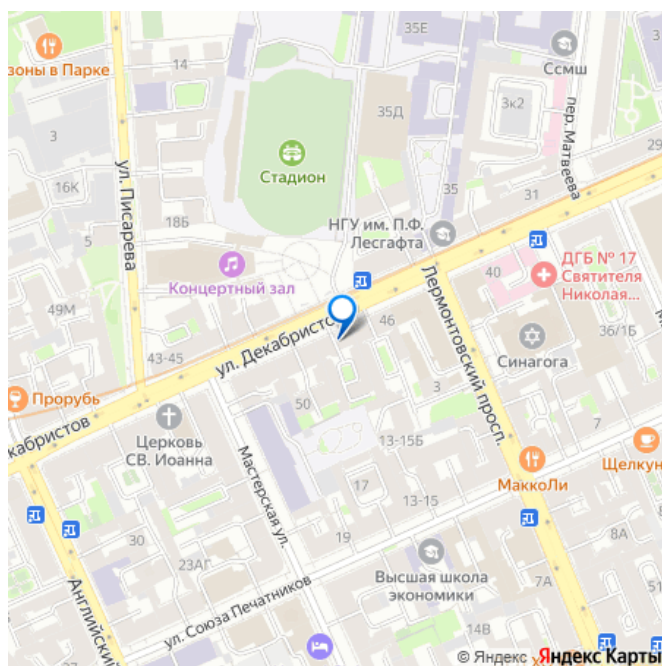 35Е
зоны в Парке
14
Ссмш
3к2
35Д
пер. Матвеева
29
3
Стадион
ул. Писарева
16К
35
31
18Б
НГУ им. П.Ф.
Лесгафта
5
ДГБ № 17
Святителя
Николая...
40
Концертный зал
49М
Лермонтовский просп.
46
36/1Б
ул. Декабристов
43-45
Синагога
Прорубь
3
50
7
Церковь
СВ. Иоанна
кабристов
13-15Б
МаккоЛи
Щелкун
Мастерская ул.
17
13-15
19
8А
30
23АГ
Высшая школа
экономики
7А
Английский
ул. Союза Печатников
14В
© Яндекс Яндекс Карты